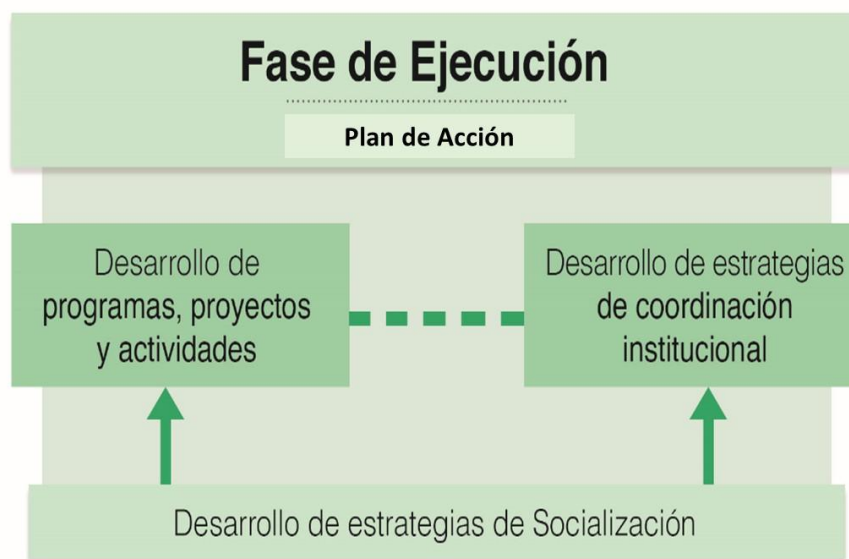 Fase de Ejecución
Plan de Acción
Desarrollo de
programas, proyectos
y actividades
Desarrollo de estrategias
de coordinación
institucional
Desarrollo de estrategias de Socialización